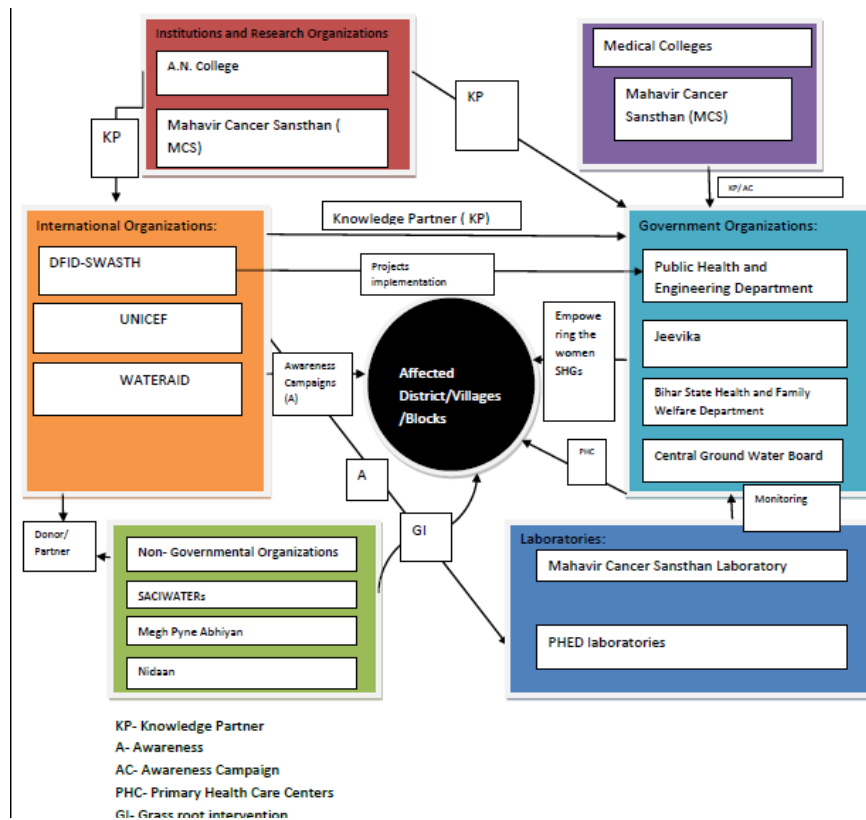 Institutions and Research Organizations
A.N. College
Mahavir Cancer Sansthan (
MCS)
Medical Colleges
Mahavir Cancer
Sansthan (MCS)
KP
KP
KP/ AC
International Organizations:
DFID-SWASTH
UNICEF
WATERAID
Knowledge Partner ( KP)
Projects
implementation
Government Organizations:
Public Health and
Engineering Department
Jeevika
Bihar State Health and Family
Welfare Department
Central Ground Water Board
Empowe
ring the
women
SHGs
Affected
District/Villages
/Blocks
Awareness
Campaigns
(A)
PHC
A
GI
Monitoring
Donor/
Partner
Non- Governmental Organizations
SACIWATERs
Megh Pyne Abhiyan
Nidaan
Laboratories:
Mahavir Cancer Sansthan Laboratory
PHED laboratories
KP- Knowledge Partner
A- Awareness
AC- Awareness Campaign
PHC- Primary Health Care Centers
GI- Grass root intervention